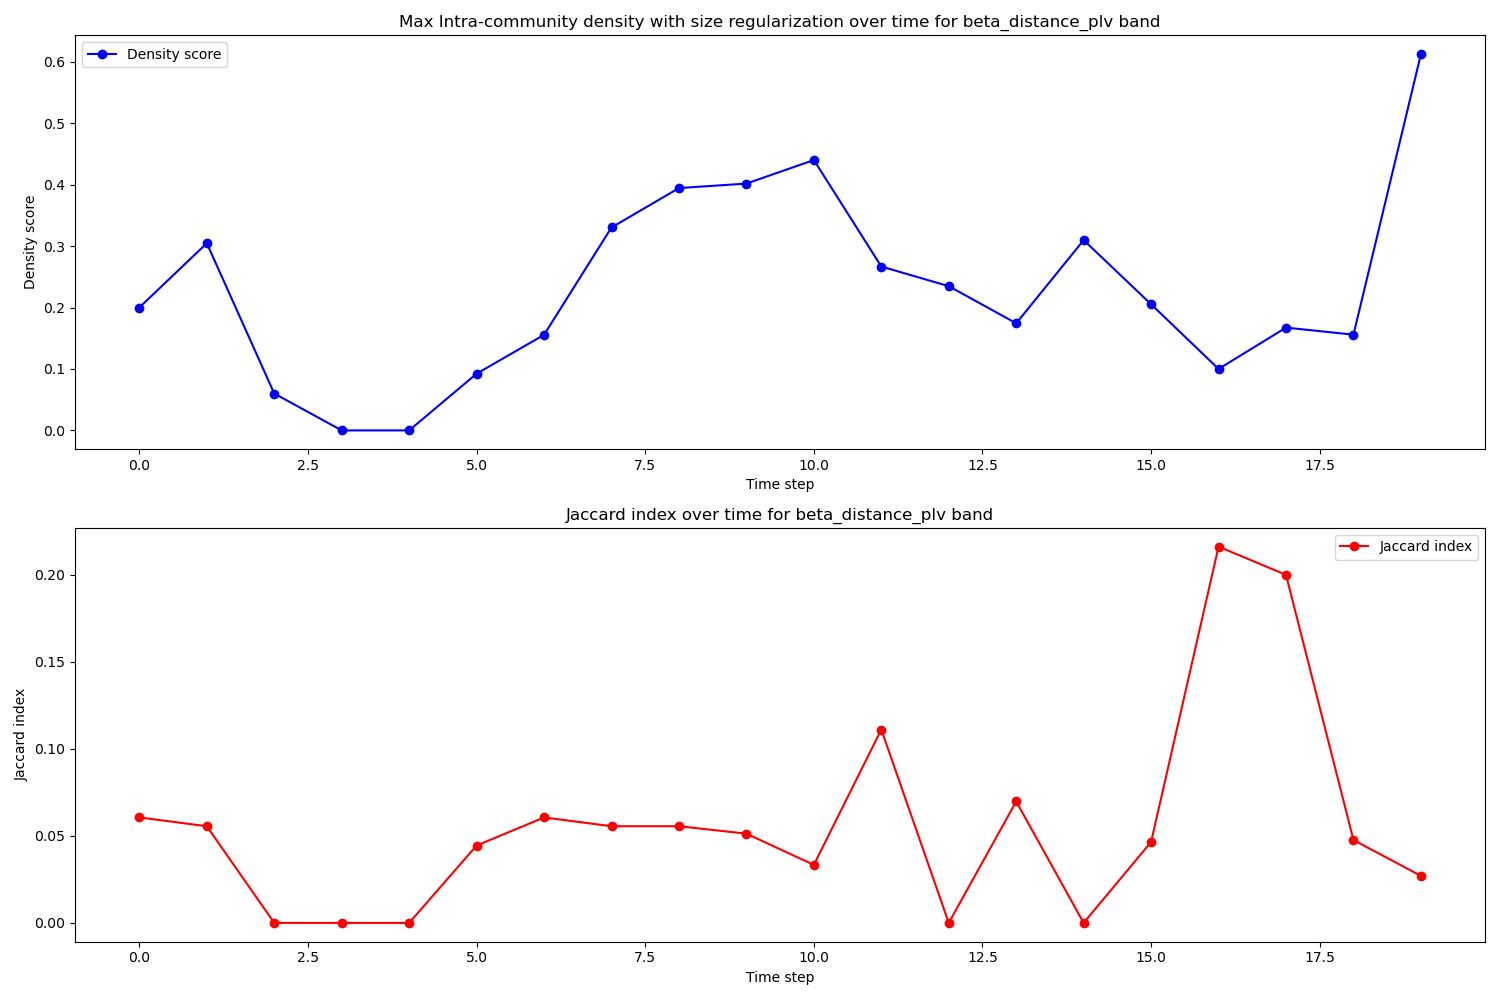 Max Intra-community density with size regularization over time for beta_distance_plv band
Density score
0.6
0.5
0.4
0.3
0.2
0.1
0.0
Density score
0.0 2.5 5.0 7.5 10.0 12.5 15.0 17.5
Time step
Jaccard index over time for beta_distance_plv band
Jaccard index
0.20
0.15
0.10
0.05
0.00
Jaccard index
0.0 2.5 5.0 7.5 10.0 12.5 15.0 17.5
Time step